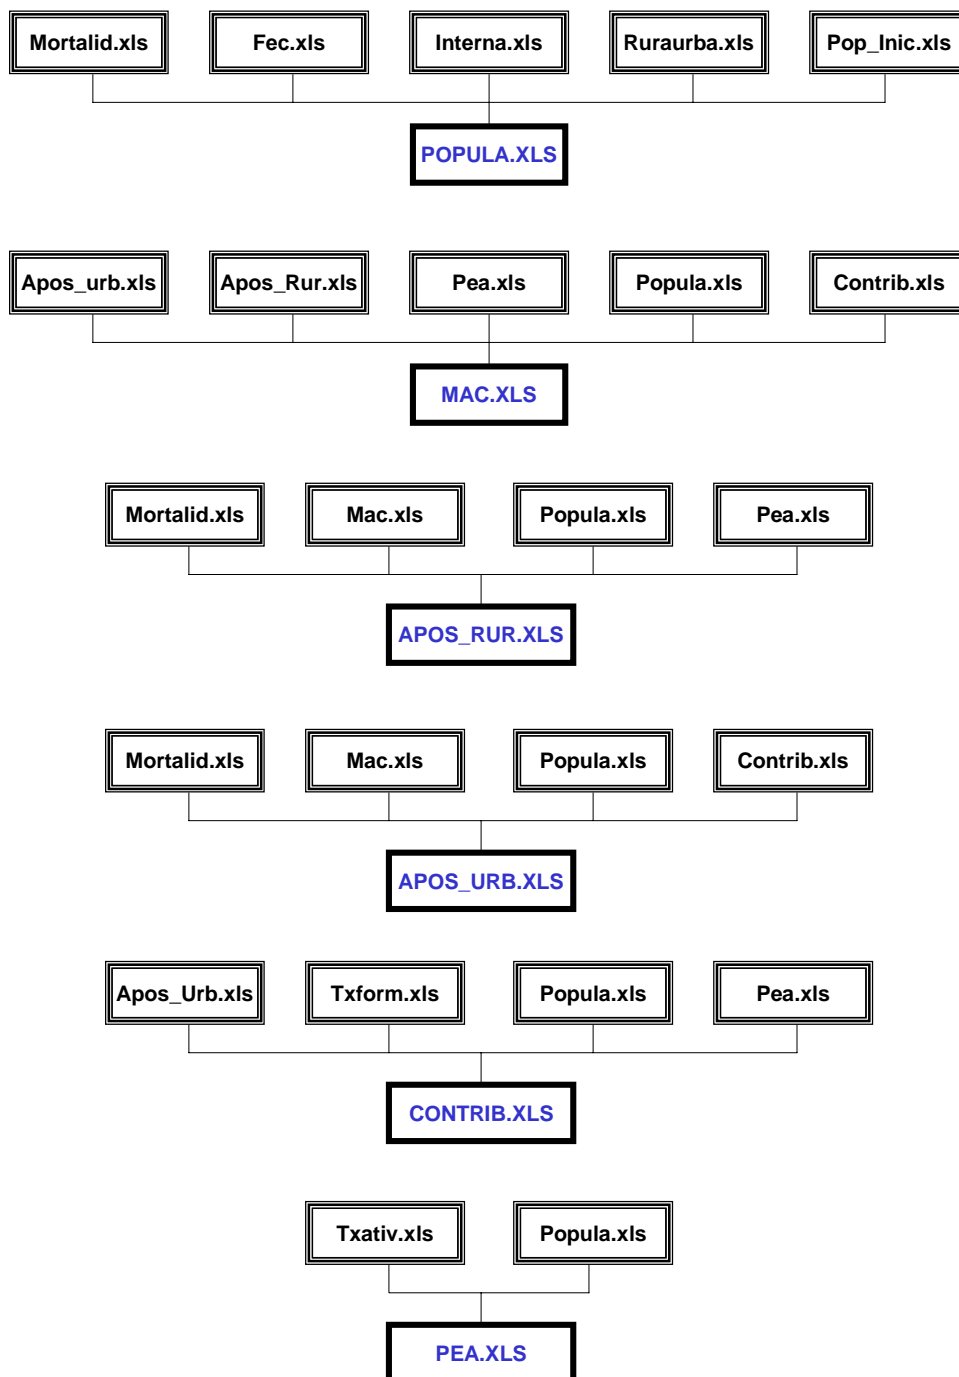 Mortalid.xls Fec.xls Interna.xls Ruraurba.xls Pop_Inic.xls
POPULA.XLS
Apos_urb.xls Apos_Rur.xls Pea.xls Popula.xls Contrib.xls
MAC.XLS
Mortalid.xls Mac.xls Popula.xls Pea.xls
APOS_RUR.XLS
Mortalid.xls Mac.xls Popula.xls Contrib.xls
APOS_URB.XLS
Apos_Urb.xls Txform.xls Popula.xls Pea.xls
CONTRIB.XLS
Txativ.xls Popula.xls
PEA.XLS